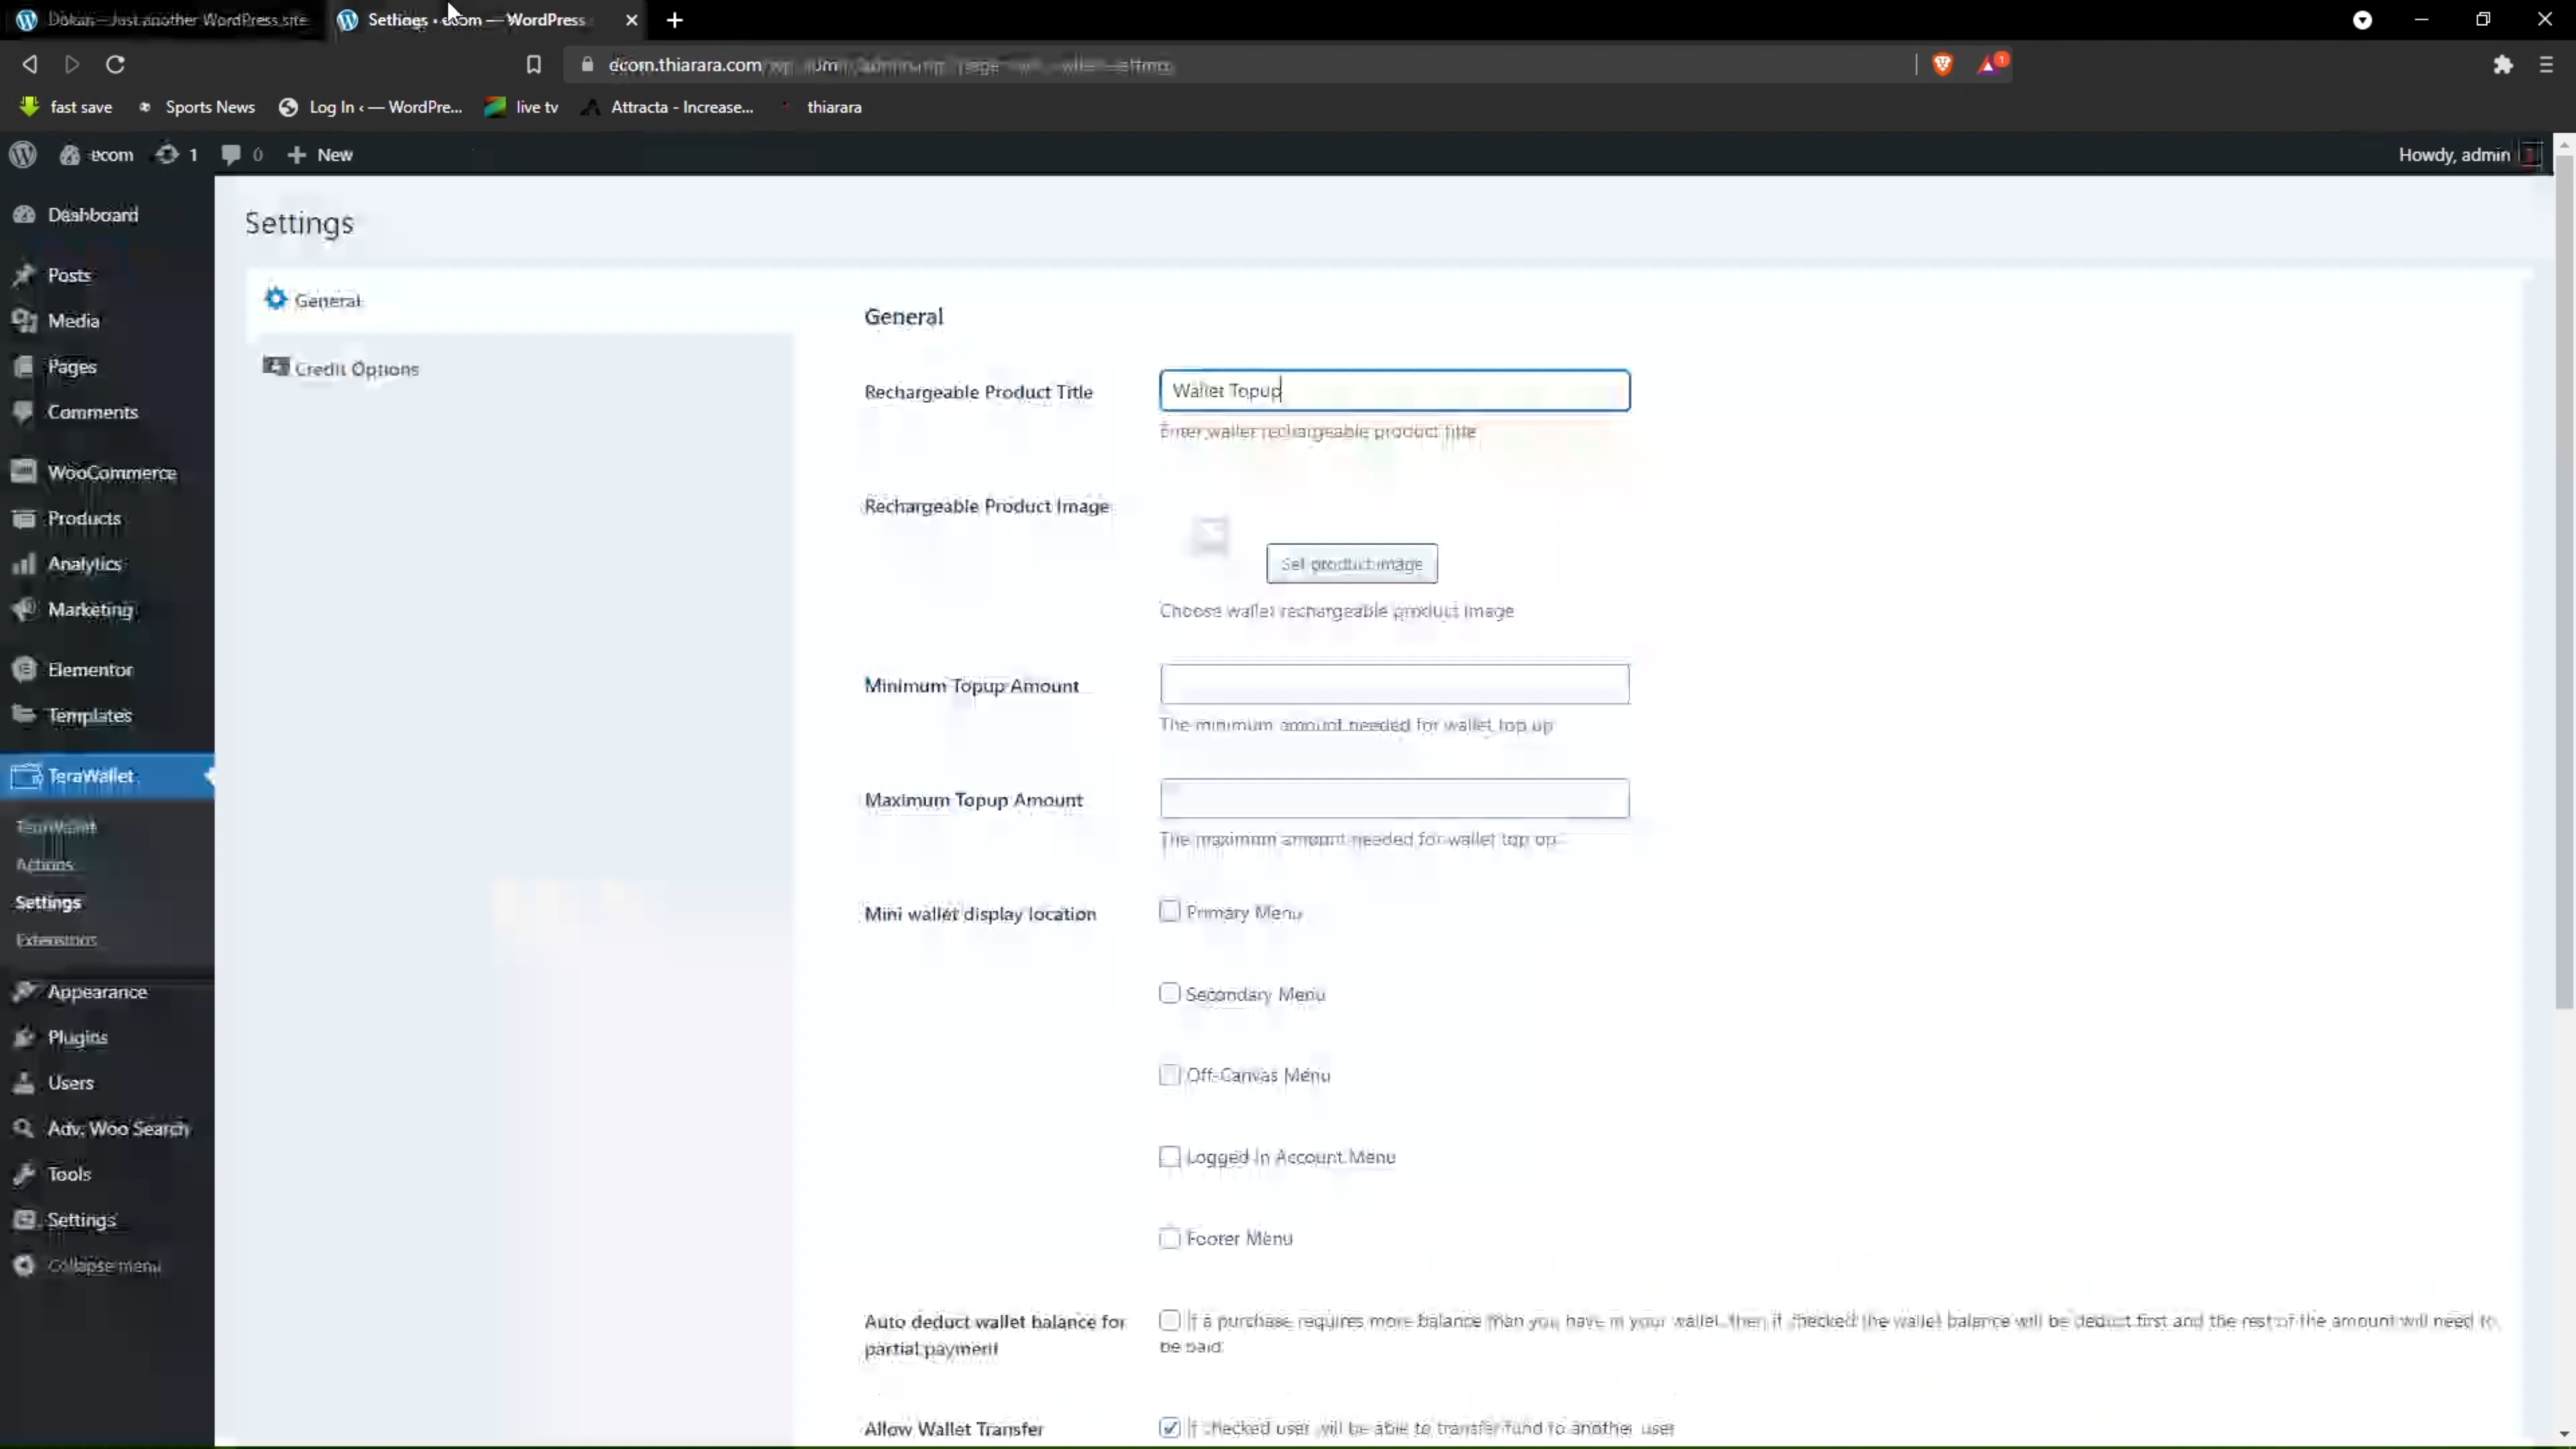 Dokan – Just another WordPress site
Settings ‹ ecom — WordPress
ecom.thiarara.com
fast save
Sports News
Log In ‹ — WordPre...
live tv
Attracta - Increase...
thiarara
ecom
1
0
New
Howdy, admin
Dashboard
Posts
Media
Pages
Comments
WooCommerce
Products
Analytics
Marketing
Elementor
Templates
TeraWallet
TeraWallet
Actions
Settings
Extensions
Appearance
Plugins
Users
Adv. Woo Search
Tools
Settings
Collapse menu
Settings
General
Credit Options
General
Rechargeable Product Title
Wallet Topup
Enter wallet rechargeable product title
Rechargeable Product Image
Set product image
Choose wallet rechargeable product image
Minimum Topup Amount
The minimum amount needed for wallet top up
Maximum Topup Amount
The maximum amount needed for wallet top up
Mini wallet display location
Primary Menu
Secondary Menu
Off-Canvas Menu
Logged In Account Menu
Footer Menu
Auto deduct wallet balance for
partial payment
If a purchase requires more balance than you have in your wallet, then if checked the wallet balance will be deduct first and the rest of the amount will need to
be paid.
Allow Wallet Transfer
If checked user will be able to transfer fund to another user